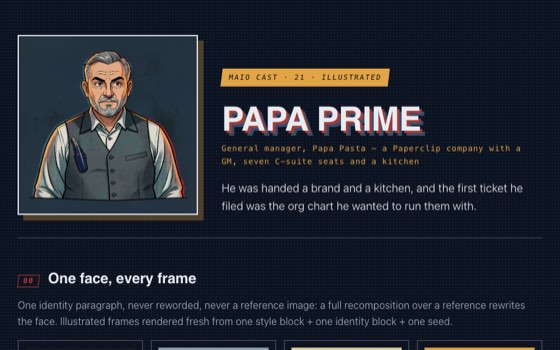 MAIO CAST · 21 · ILLUSTRATED
PAPA PRIME
General manager, Papa Pasta — a Paperclip company with a
GM, seven C-suite seats and a kitchen
He was handed a brand and a kitchen, and the first ticket he
filed was the org chart he wanted to run them with.
00 One face, every frame
One identity paragraph, never reworded, never a reference image: a full recomposition over a reference rewrites
the face. Illustrated frames rendered fresh from one style block + one identity block + one seed.